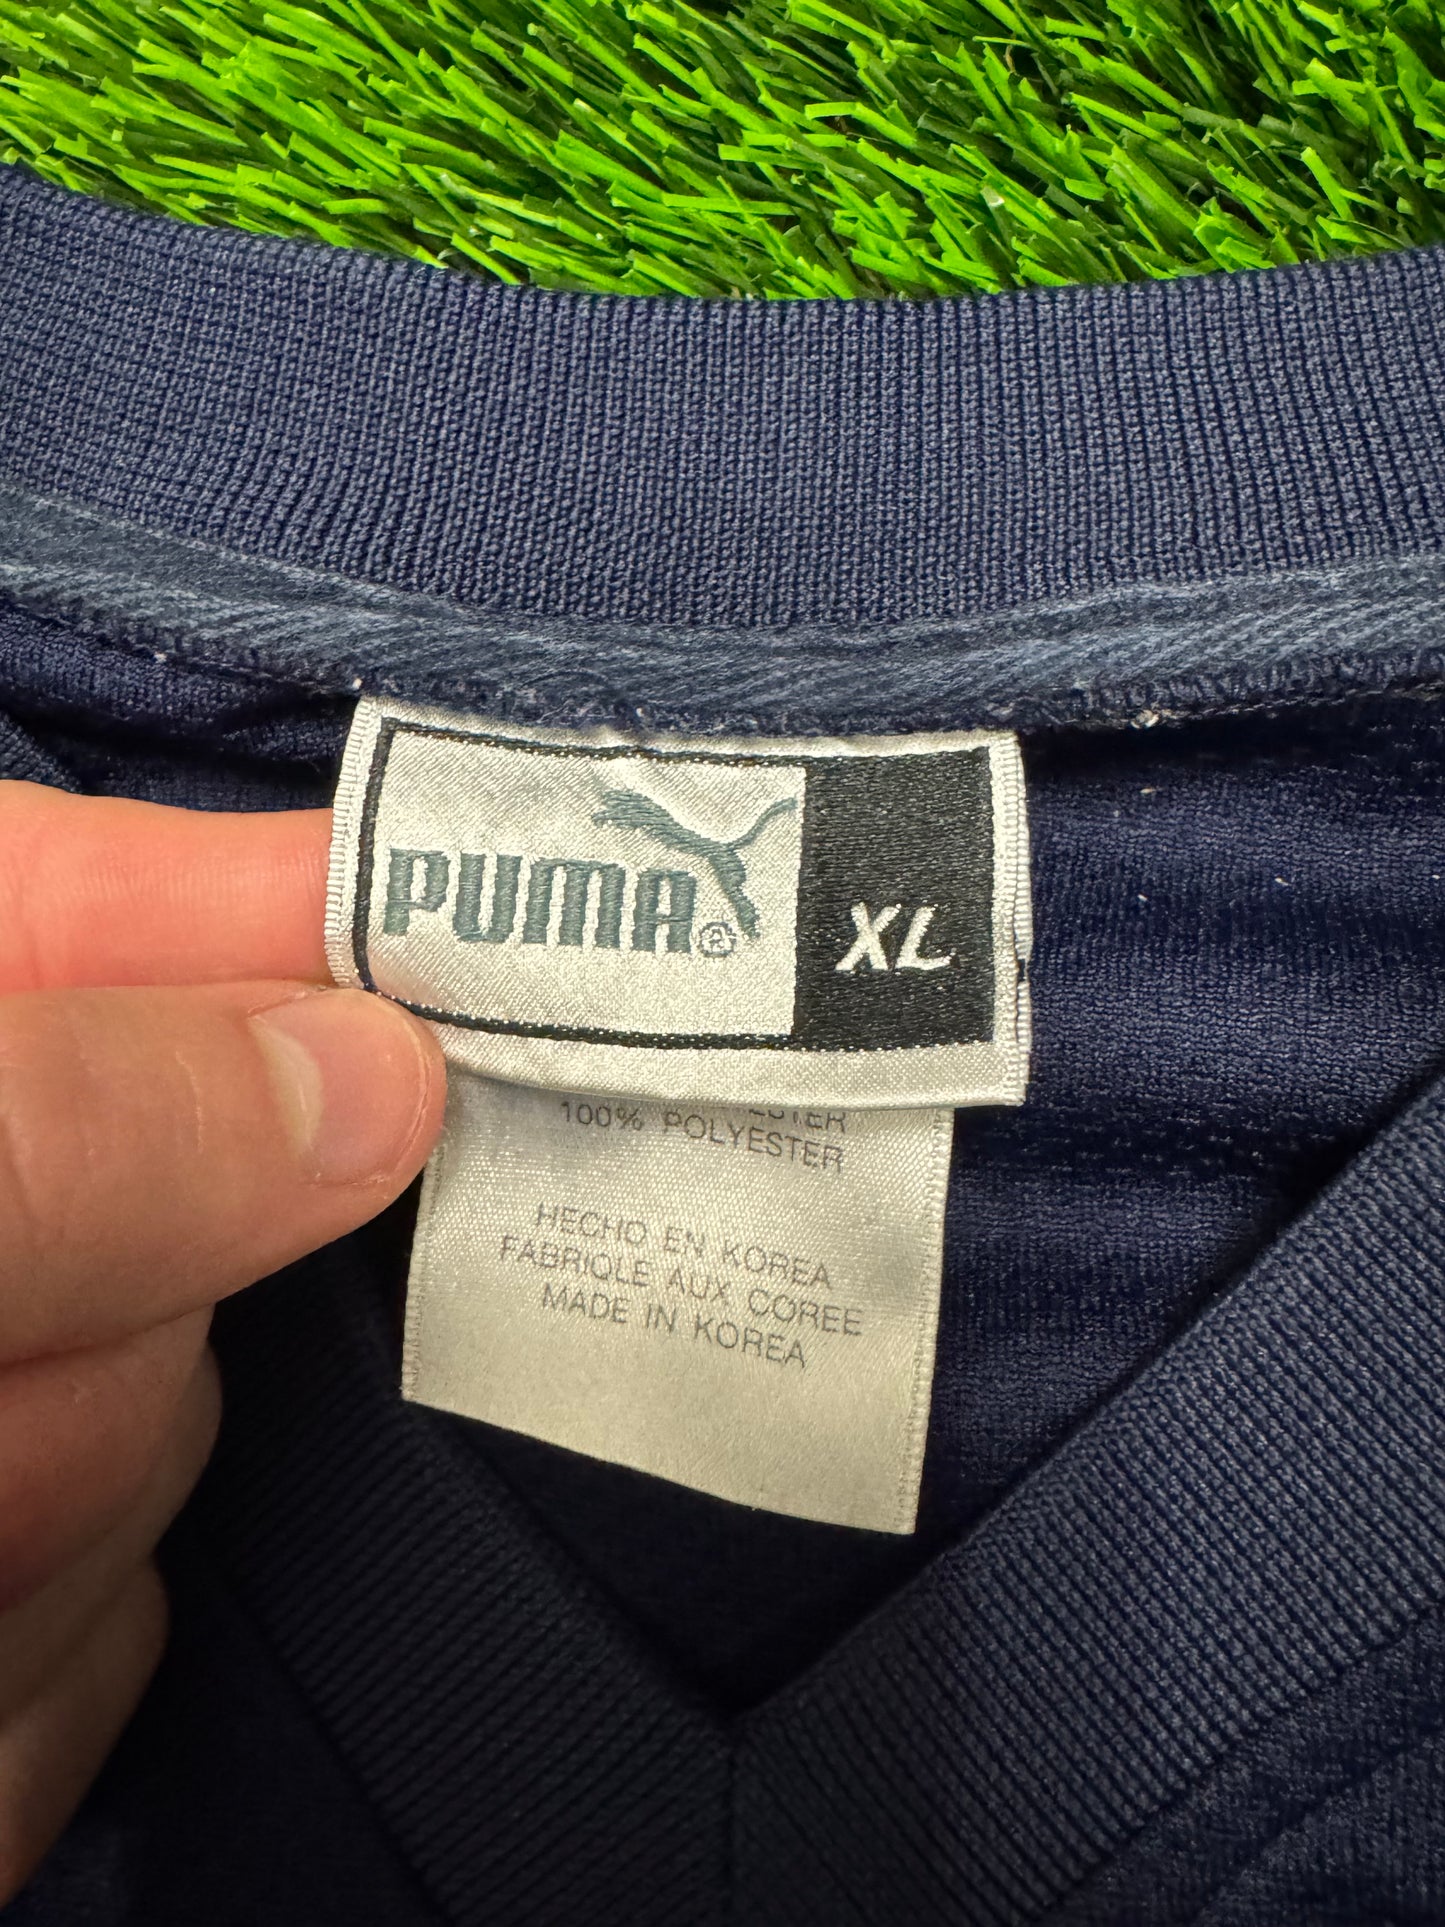 PUMA® XL
100% POLYESTER
HECHO EN KOREA
FABRIQLE AUX COREE
MADE IN KOREA